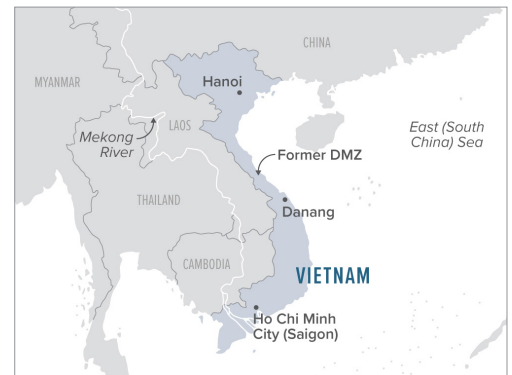 CHINA
MYANMAR
Hanoi
LAOS
Mekong
River
East (South
China) Sea
Former DMZ
THAILAND
Danang
CAMBODIA
VIETNAM
Ho Chi Minh
City (Saigon)